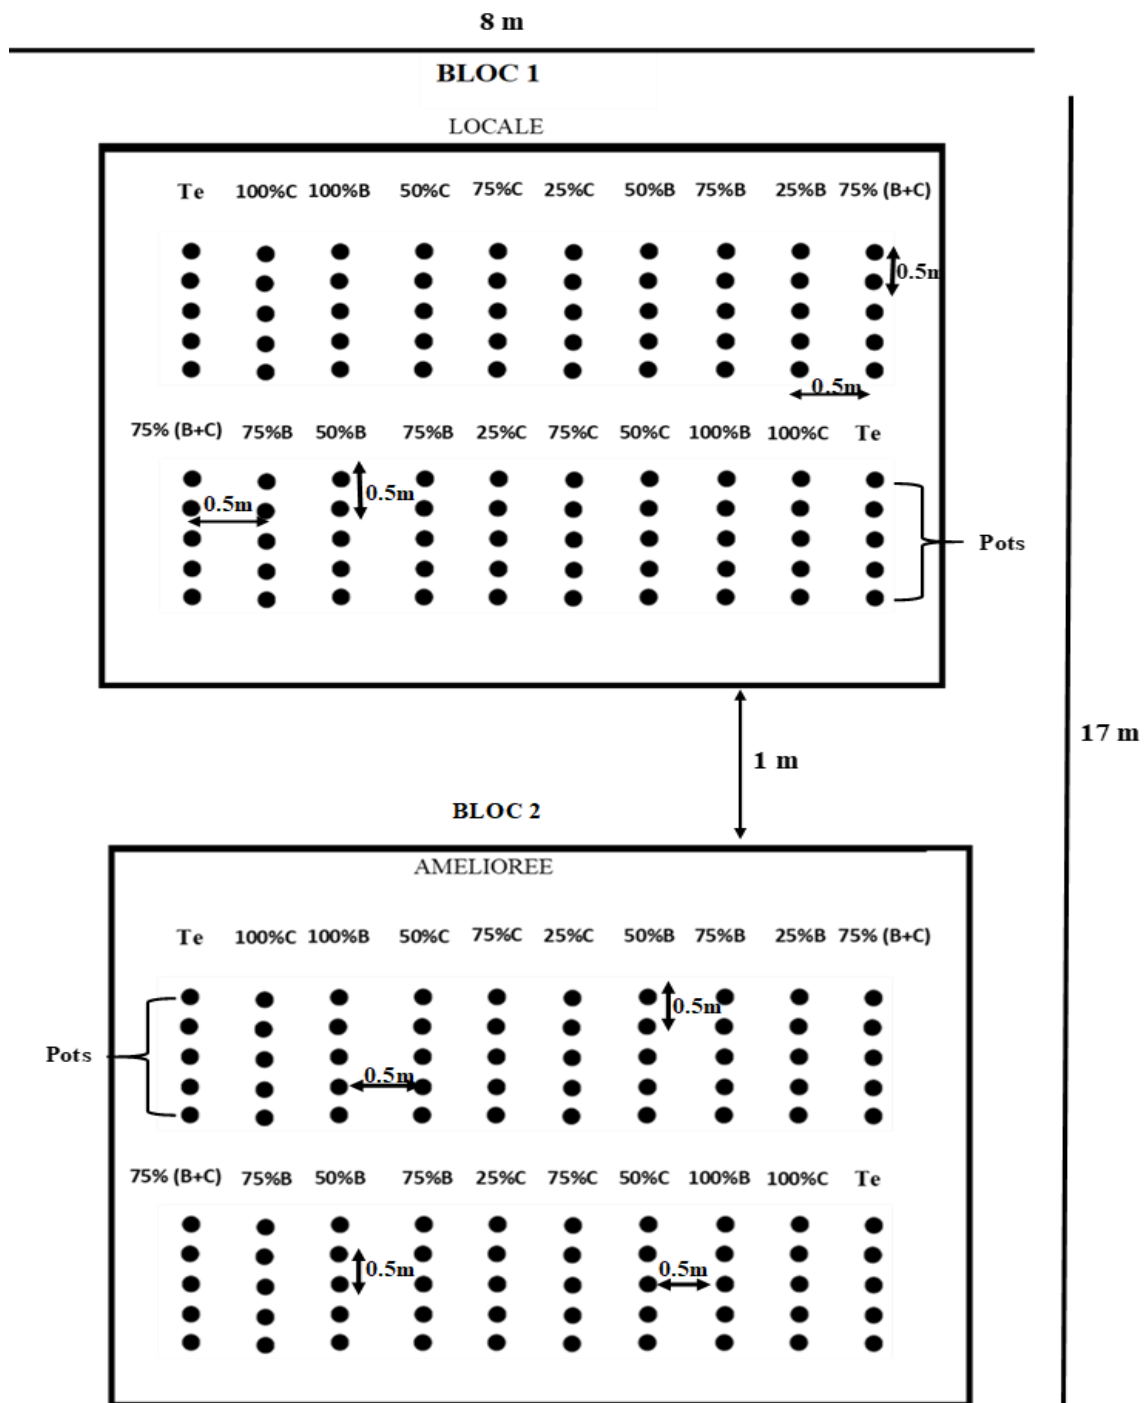 8 m
BLOC 1
LOCALE
Te 100%C 100%B 50%C 75%C 25%C 50%B 75%B 25%B 75% (B+C)
0.5m
0.5m
75% (B+C) 75%B 50%B 75%B 25%C 75%C 50%C 100%B 100%C Te
0.5m
0.5m
Pots
17 m
1 m
BLOC 2
AMELIOREE
Te 100%C 100%B 50%C 75%C 25%C 50%B 75%B 25%B 75% (B+C)
0.5m
Pots
0.5m
75% (B+C) 75%B 50%B 75%B 25%C 75%C 50%C 100%B 100%C Te
0.5m
0.5m